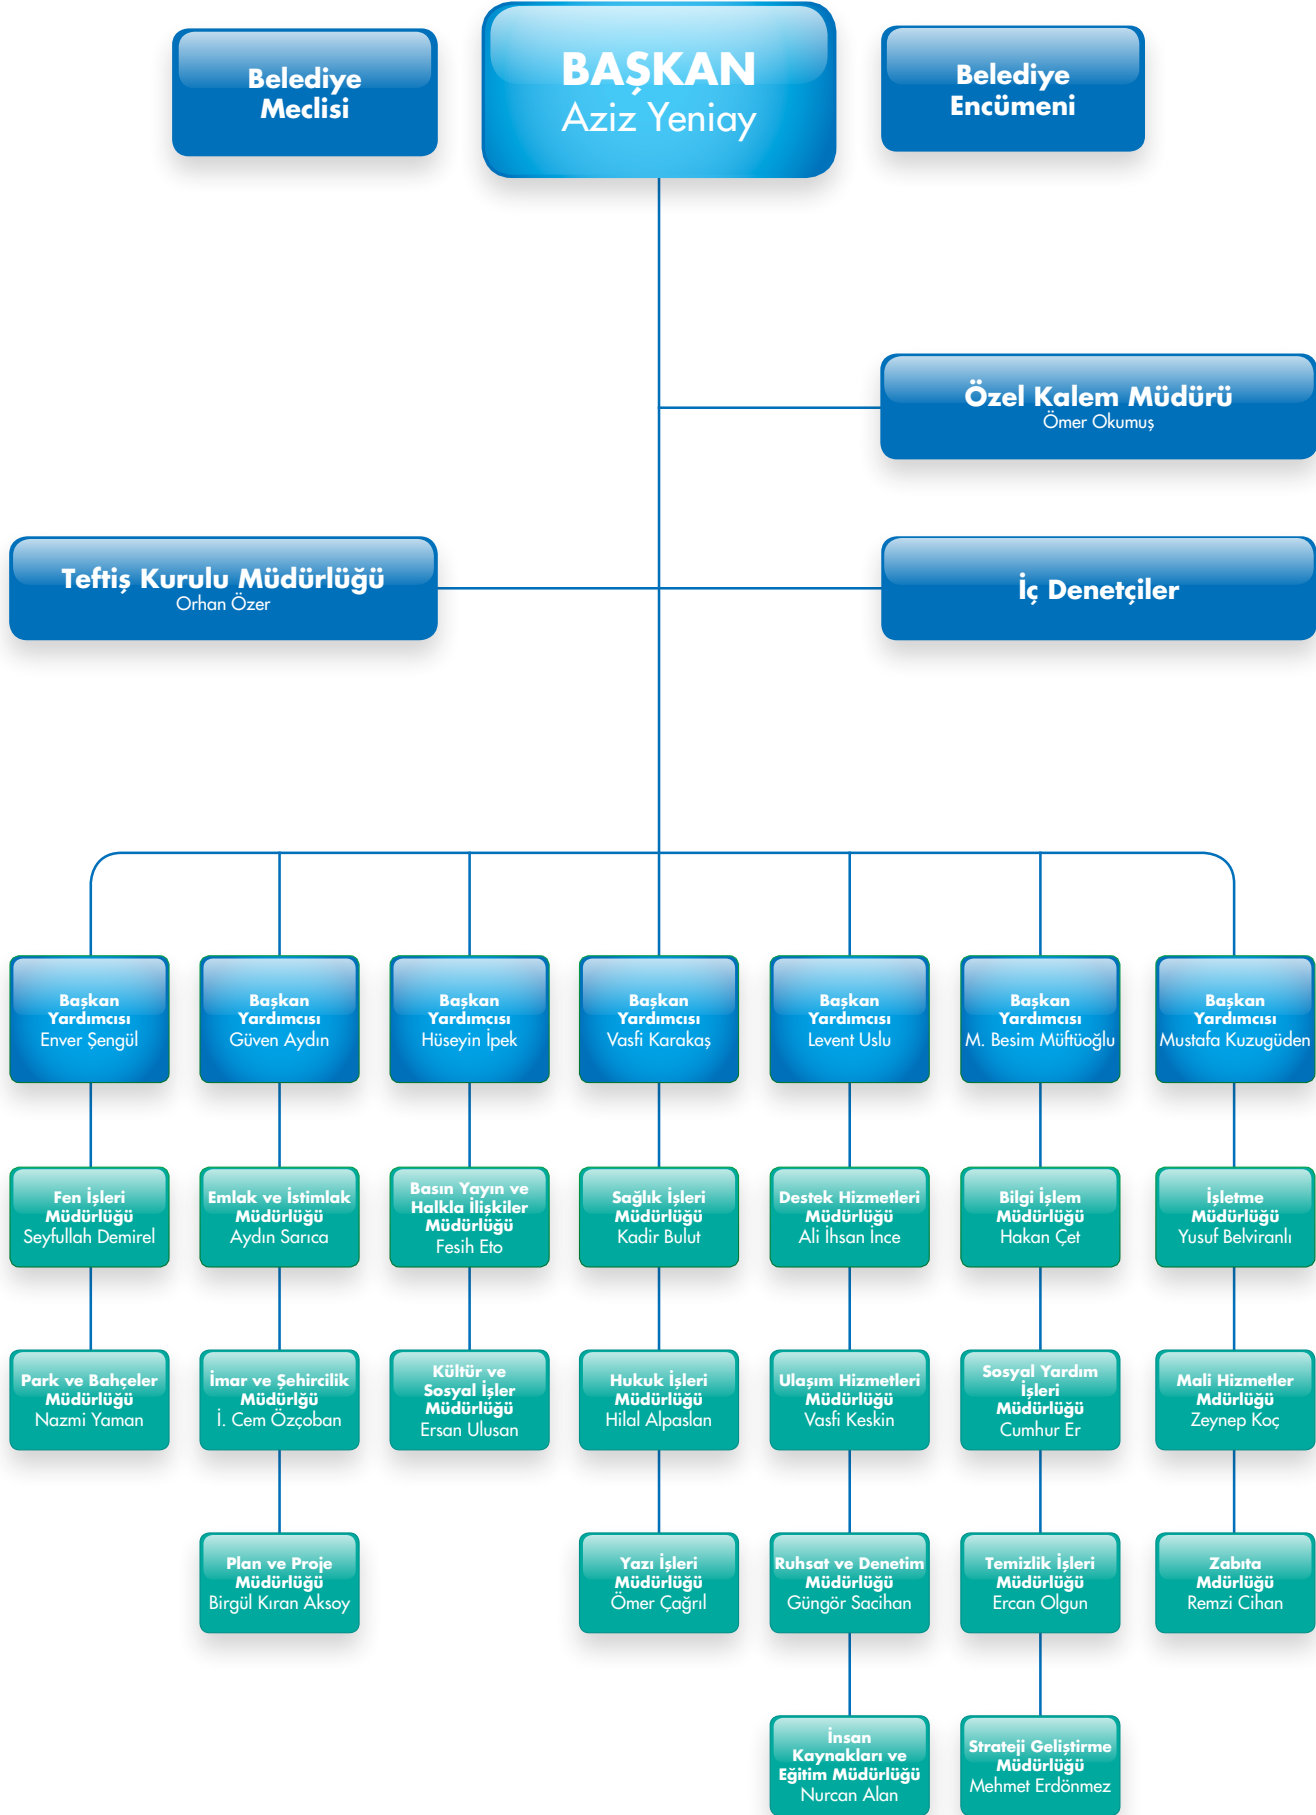 Belediye
Meclisi
BAŞKAN
Aziz Yeniay
Belediye
Encümeni
Özel Kalem Müdürü
Ömer Okumuş
Teftiş Kurulu Müdürlüğü
Orhan Özer
İç Denetçiler
Başkan
Yardımcısı
Enver Şengül
Başkan
Yardımcısı
Güven Aydın
Başkan
Yardımcısı
Hüseyin İpek
Başkan
Yardımcısı
Vasfi Karakaş
Başkan
Yardımcısı
Levent Uslu
Başkan
Yardımcısı
M. Besim Müftüoğlu
Başkan
Yardımcısı
Mustafa Kuzugüden
Fen İşleri
Müdürlüğü
Seyfullah Demirel
Emlak ve İstimlak
Müdürlüğü
Aydın Sarıca
Basın Yayın ve
Halkla İlişkiler
Müdürlüğü
Fesih Eto
Sağlık İşleri
Müdürlüğü
Kadir Bulut
Destek Hizmetleri
Müdürlüğü
Ali İhsan İnce
Bilgi İşlem
Müdürlüğü
Hakan Çet
İşletme
Müdürlüğü
Yusuf Belviranlı
Park ve Bahçeler
Müdürlüğü
Nazmi Yaman
İmar ve Şehircilik
Müdürlğü
İ. Cem Özçoban
Kültür ve
Sosyal İşler
Müdürlüğü
Ersan Ulusan
Hukuk İşleri
Müdürlüğü
Hilal Alpaslan
Ulaşım Hizmetleri
Müdürlüğü
Vasfi Keskin
Sosyal Yardım
İşleri
Müdürlüğü
Cumhur Er
Mali Hizmetler
Mdürlüğü
Zeynep Koç
Plan ve Proje
Müdürlüğü
Birgül Kıran Aksoy
Yazı İşleri
Müdürlüğü
Ömer Çağrıl
Ruhsat ve Denetim
Müdürlüğü
Güngör Sacihan
Temizlik İşleri
Müdürlüğü
Ercan Olgun
Zabıta
Mdürlüğü
Remzi Cihan
İnsan
Kaynakları ve
Eğitim Müdürlüğü
Nurcan Alan
Strateji Geliştirme
Müdürlüğü
Mehmet Erdönmez